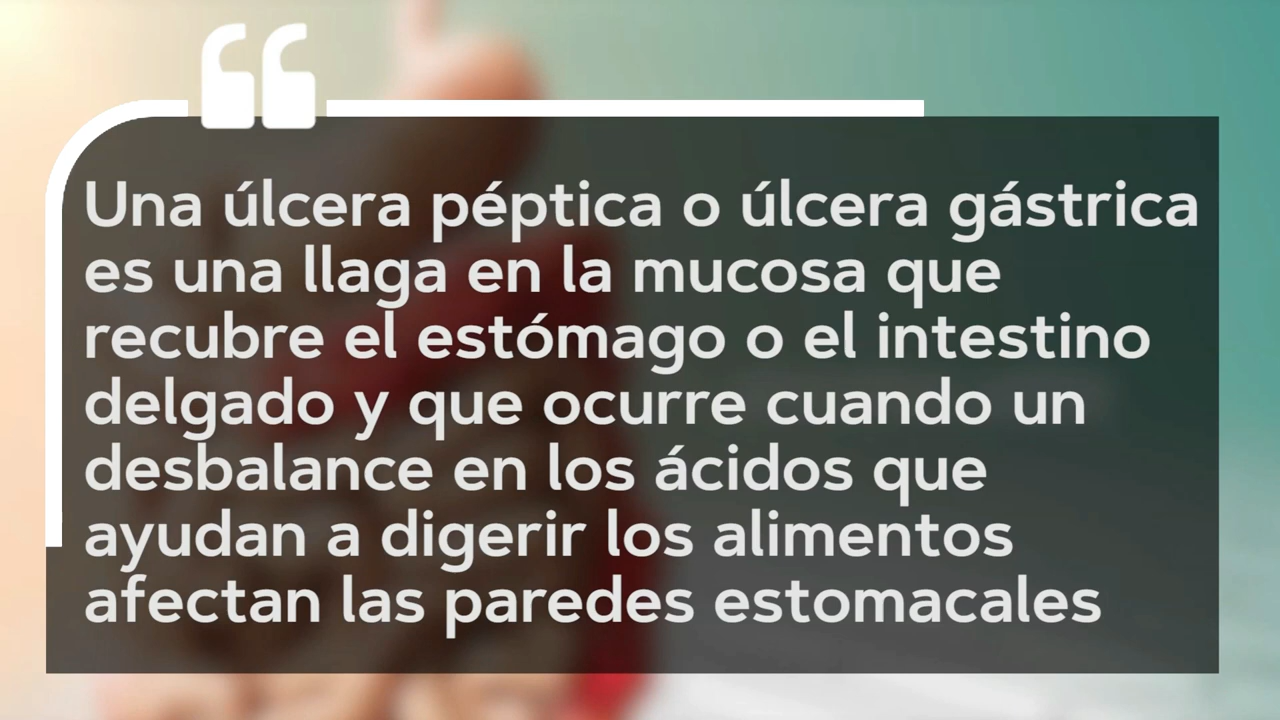 Una úlcera péptica o úlcera gástrica
es una llaga en la mucosa que
recubre el estómago o el intestino
delgado y que ocurre cuando un
desbalance en los ácidos que
ayudan a digerir los alimentos
afectan las paredes estomacales